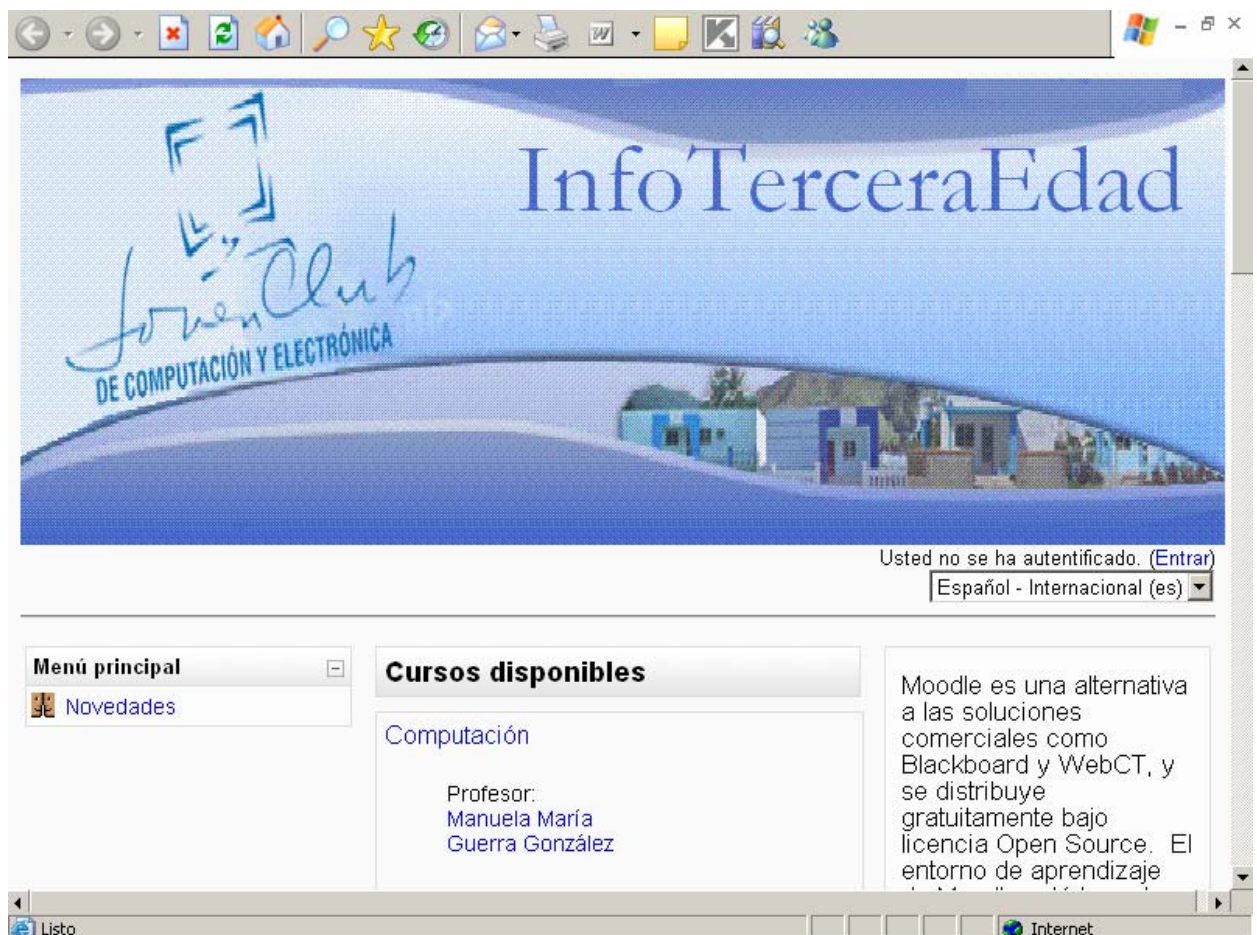 InfoTerceraEdad
Joven Club
DE COMPUTACIÓN Y ELECTRÓNICA
Usted no se ha autentificado. (Entrar)
Español - Internacional (es)
Menú principal
Novedades
Cursos disponibles
Computación
Profesor:
Manuela María
Guerra González
Moodle es una alternativa
a las soluciones
comerciales como
Blackboard y WebCT, y
se distribuye
gratuitamente bajo
licencia Open Source. El
entorno de aprendizaje
Listo
Internet